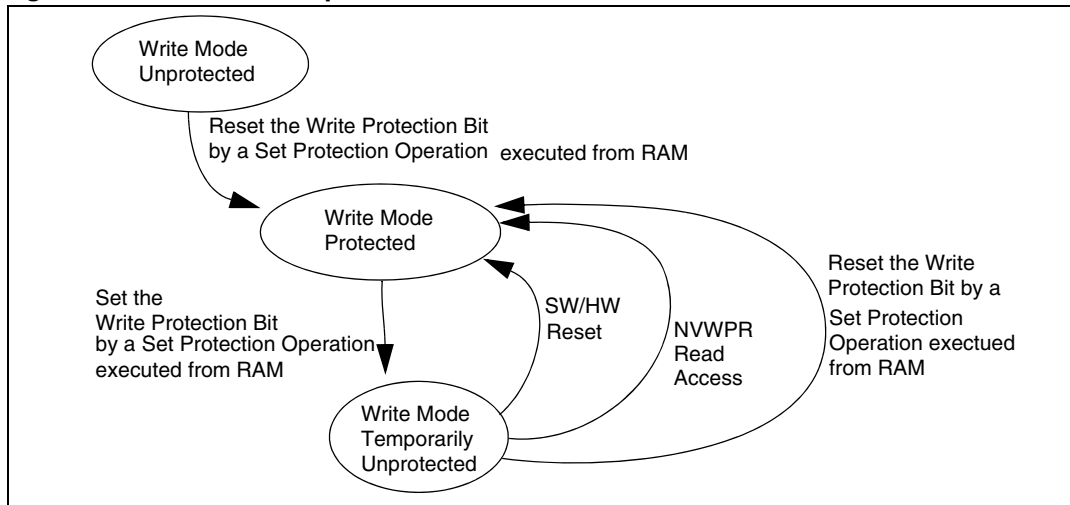 Write Mode
Unprotected
Reset the Write Protection Bit
by a Set Protection Operation executed from RAM
Write Mode
Protected
Set the
Write Protection Bit
by a Set Protection Operation
executed from RAM
SW/HW
Reset
NVWPR
Read
Access
Reset the Write
Protection Bit by a
Set Protection
Operation exectued
from RAM
Write Mode
Temporarily
Unprotected